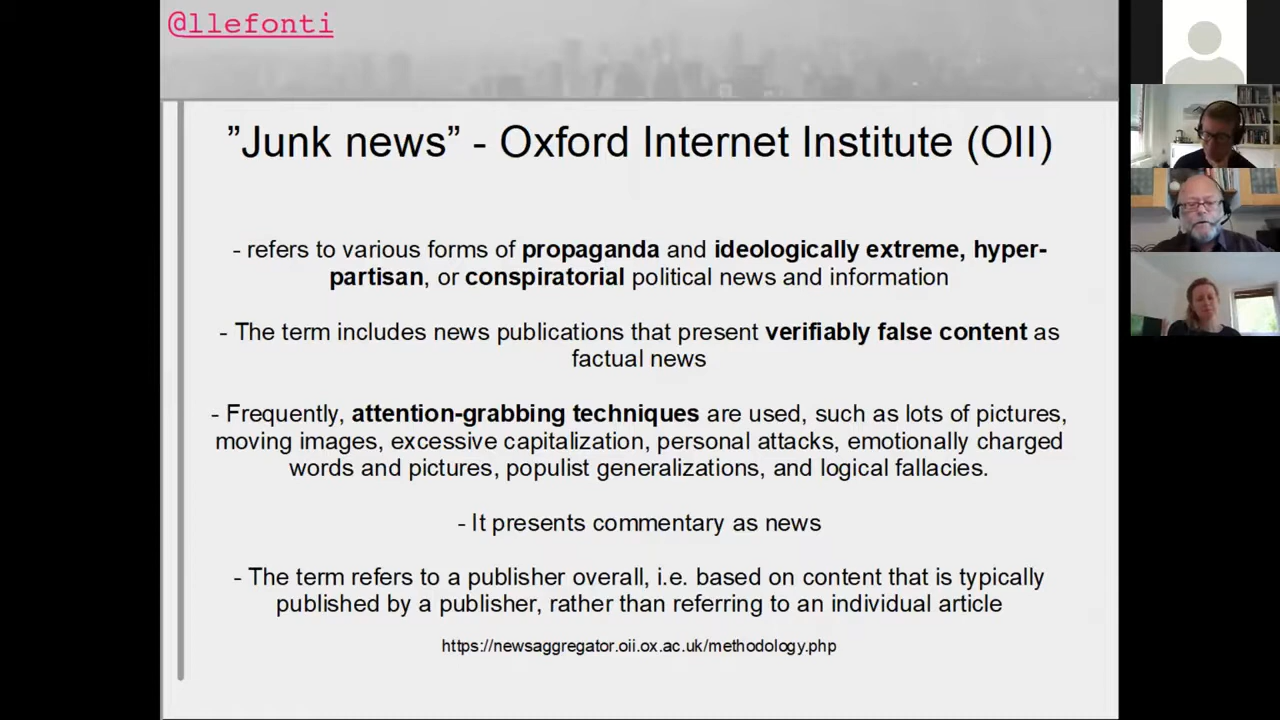 @llefonti
”Junk news” - Oxford Internet Institute (OII)
- refers to various forms of propaganda and ideologically extreme, hyper-
partisan, or conspiratorial political news and information
- The term includes news publications that present verifiably false content as
factual news
- Frequently, attention-grabbing techniques are used, such as lots of pictures,
moving images, excessive capitalization, personal attacks, emotionally charged
words and pictures, populist generalizations, and logical fallacies.
- It presents commentary as news
- The term refers to a publisher overall, i.e. based on content that is typically
published by a publisher, rather than referring to an individual article
https://newsaggregator.oii.ox.ac.uk/methodology.php